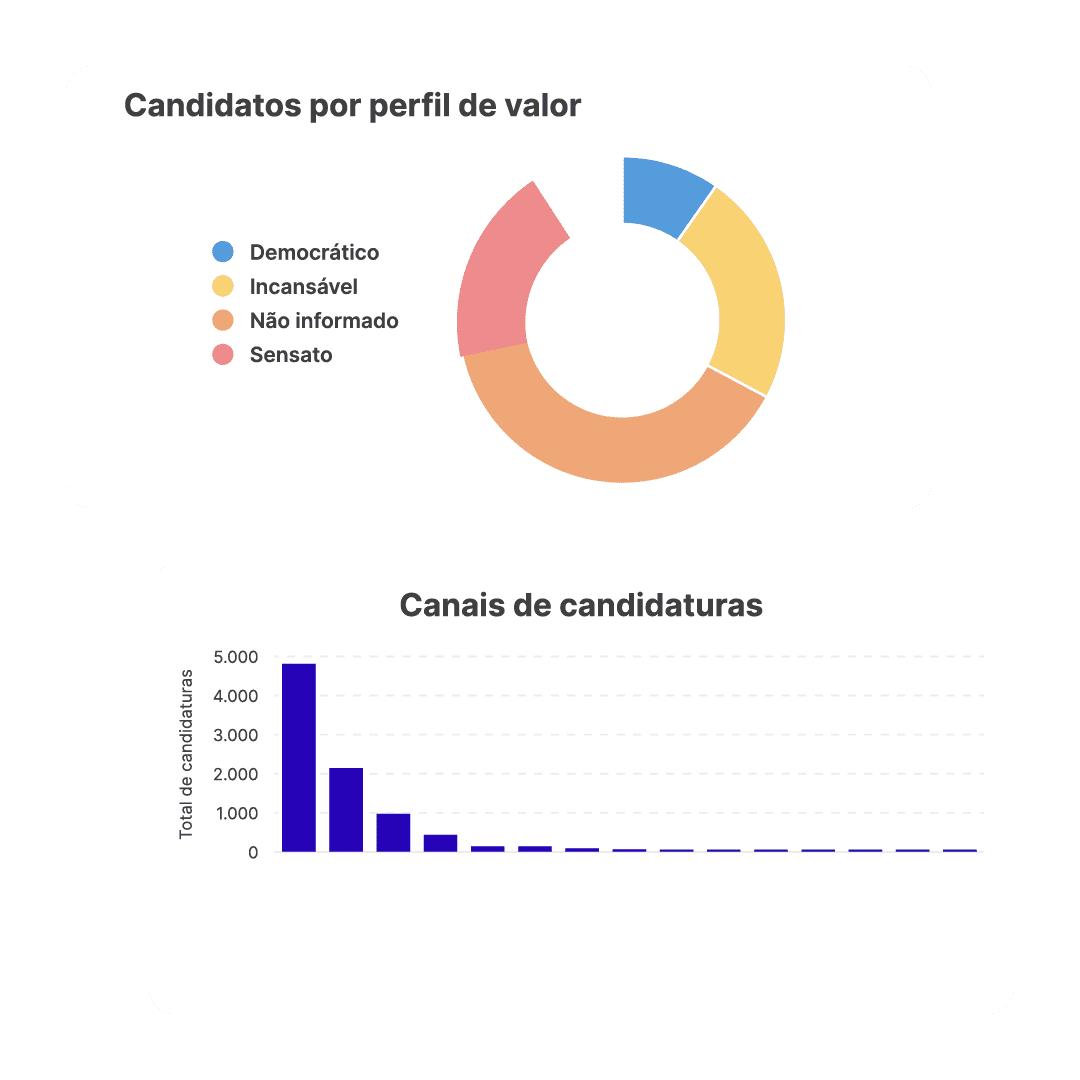 Candidatos por perfil de valor
Democrático
Incansável
Não informado
Sensato
Canais de candidaturas
Total de candidaturas
5.000
4.000
3.000
2.000
1.000
0